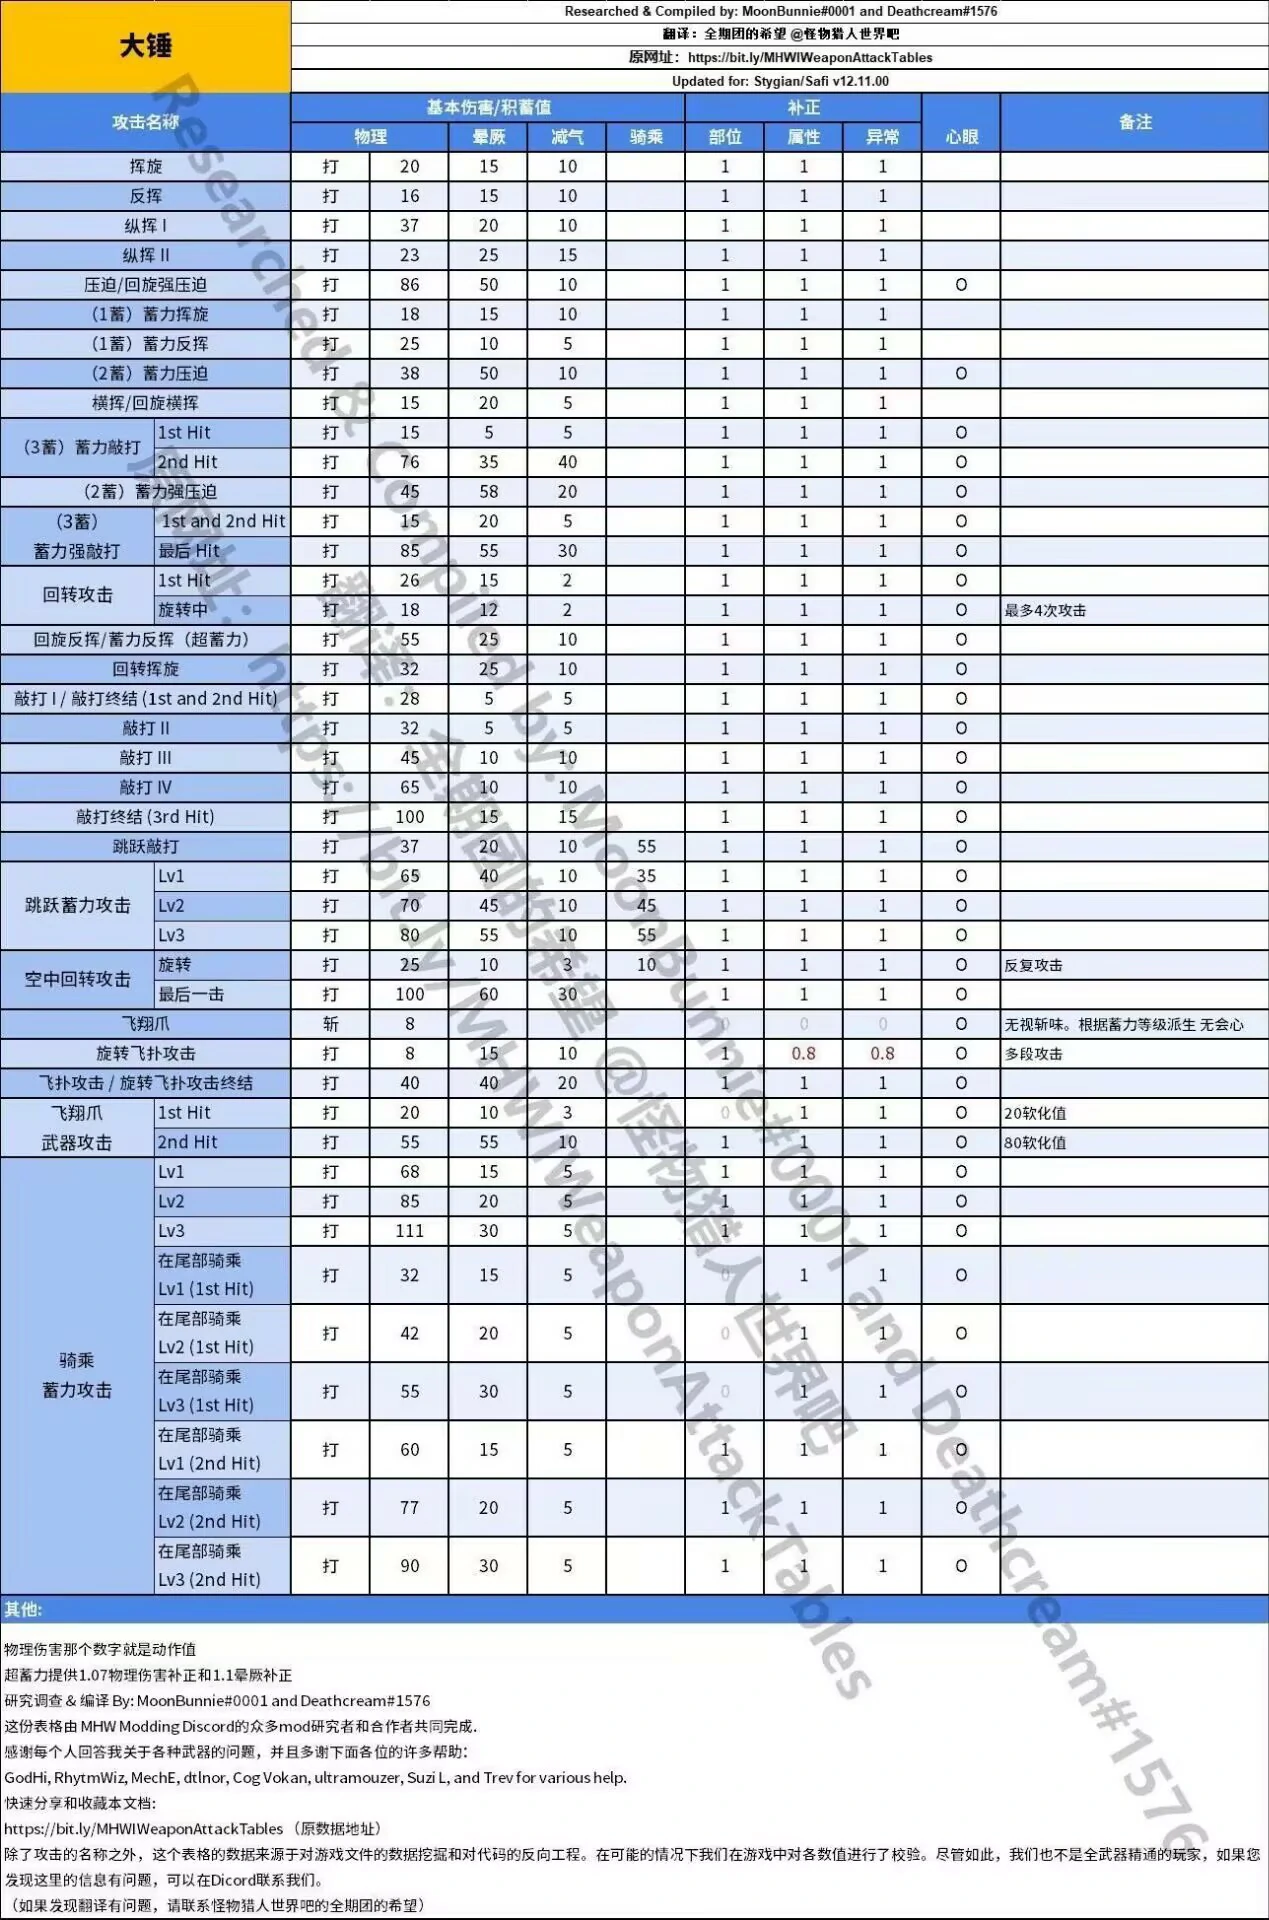 大锤
Researched & Compiled by: MoonBunnie#0001 and Deathcream#1576
翻译：全期团的希望 @怪物猎人世界吧
原网址：https://bit.ly/MHWIWeaponAttackTables
Updated for: Stygian/Safi v12.11.00
攻击名称 基本伤害/积蓄值 补正 心眼 备注
物理 晕厥 减气 骑乘 部位 属性 异常
挥旋 打 20 15 10 1 1 1
反挥 打 16 15 10 1 1 1
纵挥 I 打 37 20 10 1 1 1
纵挥 II 打 23 25 15 1 1 1
压迫/回旋强压迫 打 86 50 10 1 1 1 O
（1蓄）蓄力挥旋 打 18 15 10 1 1 1
（1蓄）蓄力反挥 打 25 10 5 1 1 1
（2蓄）蓄力压迫 打 38 50 10 1 1 1 O
横挥/回旋横挥 打 15 20 5 1 1 1
（3蓄）蓄力敲打 1st Hit 打 15 5 5 1 1 1 O
2nd Hit 打 76 35 40 1 1 1 O
（2蓄）蓄力强压迫 打 45 58 20 1 1 1 O
（3蓄）蓄力强敲打 1st and 2nd Hit 打 15 20 5 1 1 1 O
最后 Hit 打 85 55 30 1 1 1 O
回转攻击 1st Hit 打 26 15 2 1 1 1 O
旋转中 打 18 12 2 1 1 1 O 最多4次攻击
回旋反挥/蓄力反挥（超蓄力） 打 55 25 10 1 1 1 O
回转挥旋 打 32 25 10 1 1 1 O
敲打 I / 敲打终结 (1st and 2nd Hit) 打 28 5 5 1 1 1 O
敲打 II 打 32 5 5 1 1 1 O
敲打 III 打 45 10 10 1 1 1 O
敲打 IV 打 65 10 10 1 1 1 O
敲打终结 (3rd Hit) 打 100 15 15 1 1 1 O
跳跃敲打 打 37 20 10 55 1 1 1 O
跳跃蓄力攻击 Lv1 打 65 40 10 35 1 1 1 O
Lv2 打 70 45 10 45 1 1 1 O
Lv3 打 80 55 10 55 1 1 1 O
空中回转攻击 旋转 打 25 10 3 10 1 1 1 O 反复攻击
最后一击 打 100 60 30 1 1 1 O
飞翔爪 斩 8 0 0 0 O 无视斩味。根据蓄力等级派生 无会心
旋转飞扑攻击 打 8 15 10 1 0.8 0.8 O 多段攻击
飞扑攻击 / 旋转飞扑攻击终结 打 40 40 20 1 1 1 O
飞翔爪武器攻击 1st Hit 打 20 10 3 0 1 1 O 20软化值
2nd Hit 打 55 55 10 1 1 1 O 80软化值
骑乘蓄力攻击 Lv1 打 68 15 5 1 1 1 O
Lv2 打 85 20 5 1 1 1 O
Lv3 打 111 30 5 1 1 1 O
在尾部骑乘 Lv1 (1st Hit) 打 32 15 5 0 1 1 O
在尾部骑乘 Lv2 (1st Hit) 打 42 20 5 0 1 1 O
在尾部骑乘 Lv3 (1st Hit) 打 55 30 5 0 1 1 O
在尾部骑乘 Lv1 (2nd Hit) 打 60 15 5 1 1 1 O
在尾部骑乘 Lv2 (2nd Hit) 打 77 20 5 1 1 1 O
在尾部骑乘 Lv3 (2nd Hit) 打 90 30 5 1 1 1 O
其他:
物理伤害那个数字就是动作值
超蓄力提供1.07物理伤害补正和1.1晕厥补正
研究调查 & 编译 By: MoonBunnie#0001 and Deathcream#1576
这份表格由 MHW Modding Discord的众多mod研究者和合作者共同完成.
感谢每个人回答我关于各种武器的问题，并且多谢下面各位的许多帮助：
GodHi, RhytmWiz, MechE, dtlnor, Cog Vokan, ultramouzer, Suzi L, and Trev for various help.
快速分享和收藏本文档:
https://bit.ly/MHWIWeaponAttackTables （原数据地址）
除了攻击的名称之外，这个表格的数据来源于对游戏文件的数据挖掘和对代码的反向工程。在可能的情况下我们在游戏中对各数值进行了校验。尽管如此，我们也不是全武器精通的玩家，如果您
发现这里的信息有问题，可以在Dicord联系我们。
（如果发现翻译有问题，请联系怪物猎人世界吧的全期团的希望）
Researched & Compiled by: MoonBunnie#0001 and Deathcream#1576
翻译：全期团的希望 @怪物猎人世界吧
原网址：https://bit.ly/MHWIWeaponAttackTables